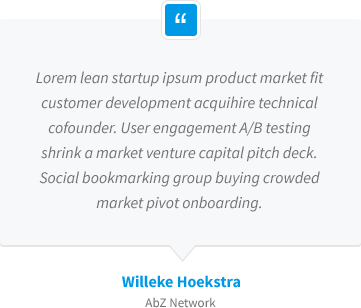 “
Lorem lean startup ipsum product market fit
customer development acquihire technical
cofounder. User engagement A/B testing
shrink a market venture capital pitch deck.
Social bookmarking group buying crowded
market pivot onboarding.
Willeke Hoekstra
AbZ Network